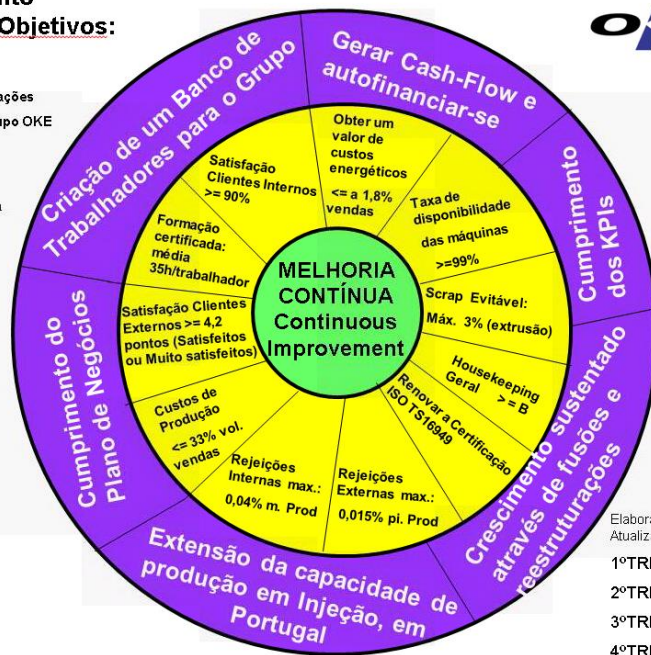 Objetivos:
ações
upo OKE
Criação de um Banco de
Trabalhadores para o Grupo
Gerar Cash-Flow e
autofinanciar-se
Cumprimento
dos KPIs
Crescimento sustentado
através de fusões e
reestruturações
Extensão da capacidade de
produção em Injeção, em
Portugal
Cumprimento do
Plano de Negócios
Obter um
valor de
custos
energéticos
<= a 1,8%
vendas
Taxa de
disponibilidade
das máquinas
>=99%
Scrap Evitável:
Máx. 3% (extrusão)
Housekeeping
Geral >= B
Renovar a Certificação
ISO TS16949
Rejeições
Externas max.:
0,015% pi. Prod
Rejeições
Internas max.:
0,04% m. Prod
Custos de
Produção
<= 33% vol.
vendas
Satisfação Clientes
Externos >= 4,2
pontos (Satisfeitos
ou Muito satisfeitos)
Formação
certificada:
média
35h/trabalhador
Satisfação
Clientes Internos
>= 90%
MELHORIA
CONTÍNUA
Continuous
Improvement
Elabora
Atualiz
1ºTRI
2ºTRI
3ºTRI
4ºTRI